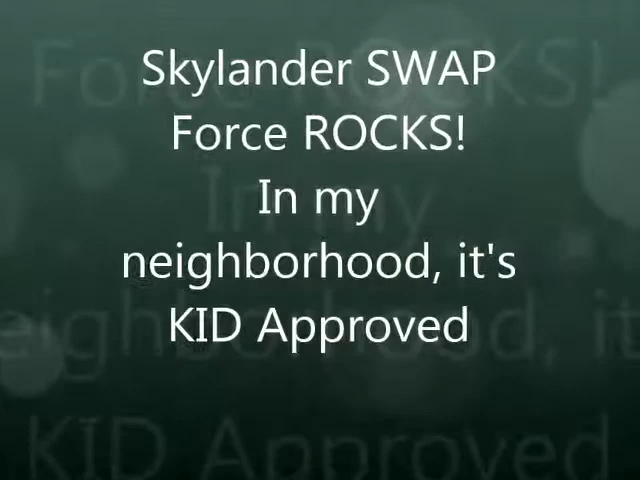 Skylander SWAP
Force ROCKS!
In my
neighborhood, it's
KID Approved